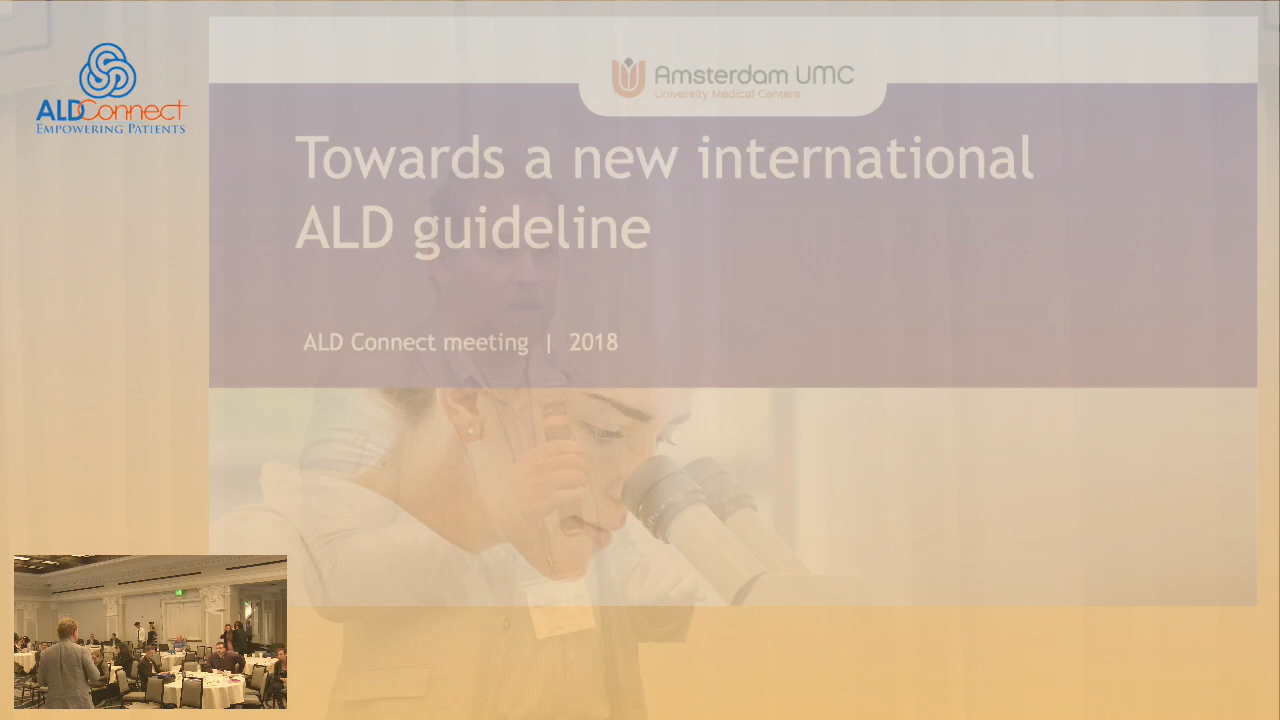 ALDConnect
EMPOWERING PATIENTS
Amsterdam UMC
University Medical Centers
Towards a new international
ALD guideline
ALD Connect meeting | 2018